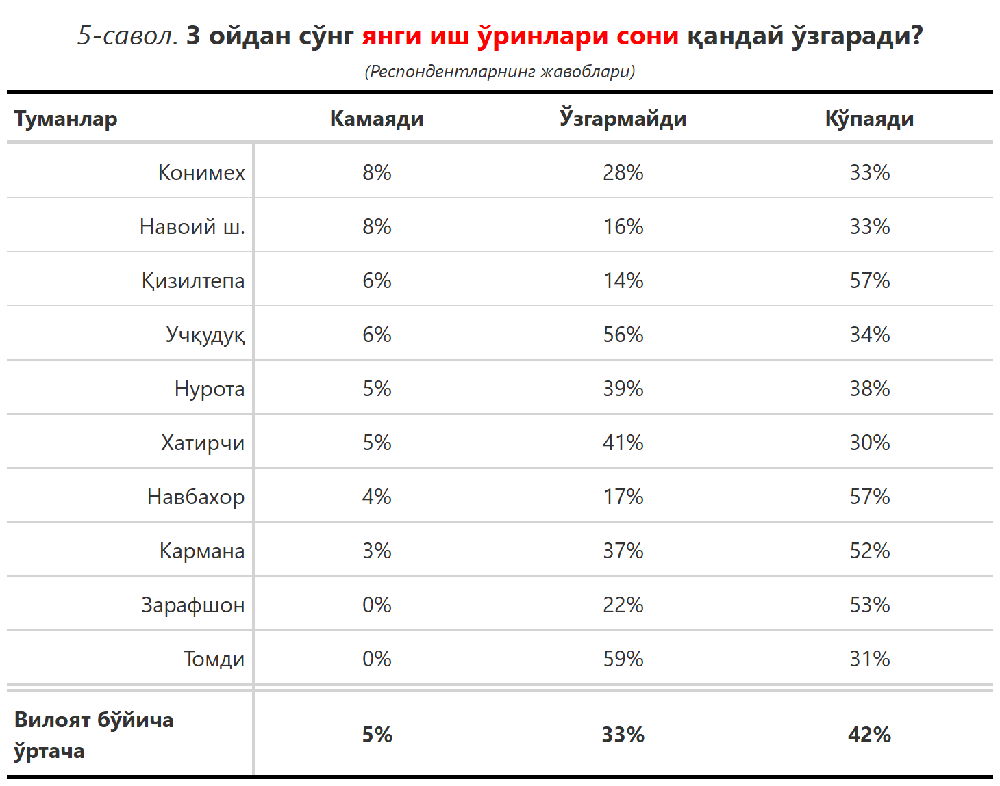 5-савол. 3 ойдан сўнг янги иш ўринлари сони қандай ўзгаради?
(Респондентларнинг жавоблари)
Туманлар Камаяди Ўзгармайди Кўпаяди
Конимех 8% 28% 33%
Навоий ш. 8% 16% 33%
Қизилтепа 6% 14% 57%
Учқудуқ 6% 56% 34%
Нурота 5% 39% 38%
Хатирчи 5% 41% 30%
Навбахор 4% 17% 57%
Кармана 3% 37% 52%
Зарафшон 0% 22% 53%
Томди 0% 59% 31%
Вилоят бўйича
ўртача 5% 33% 42%